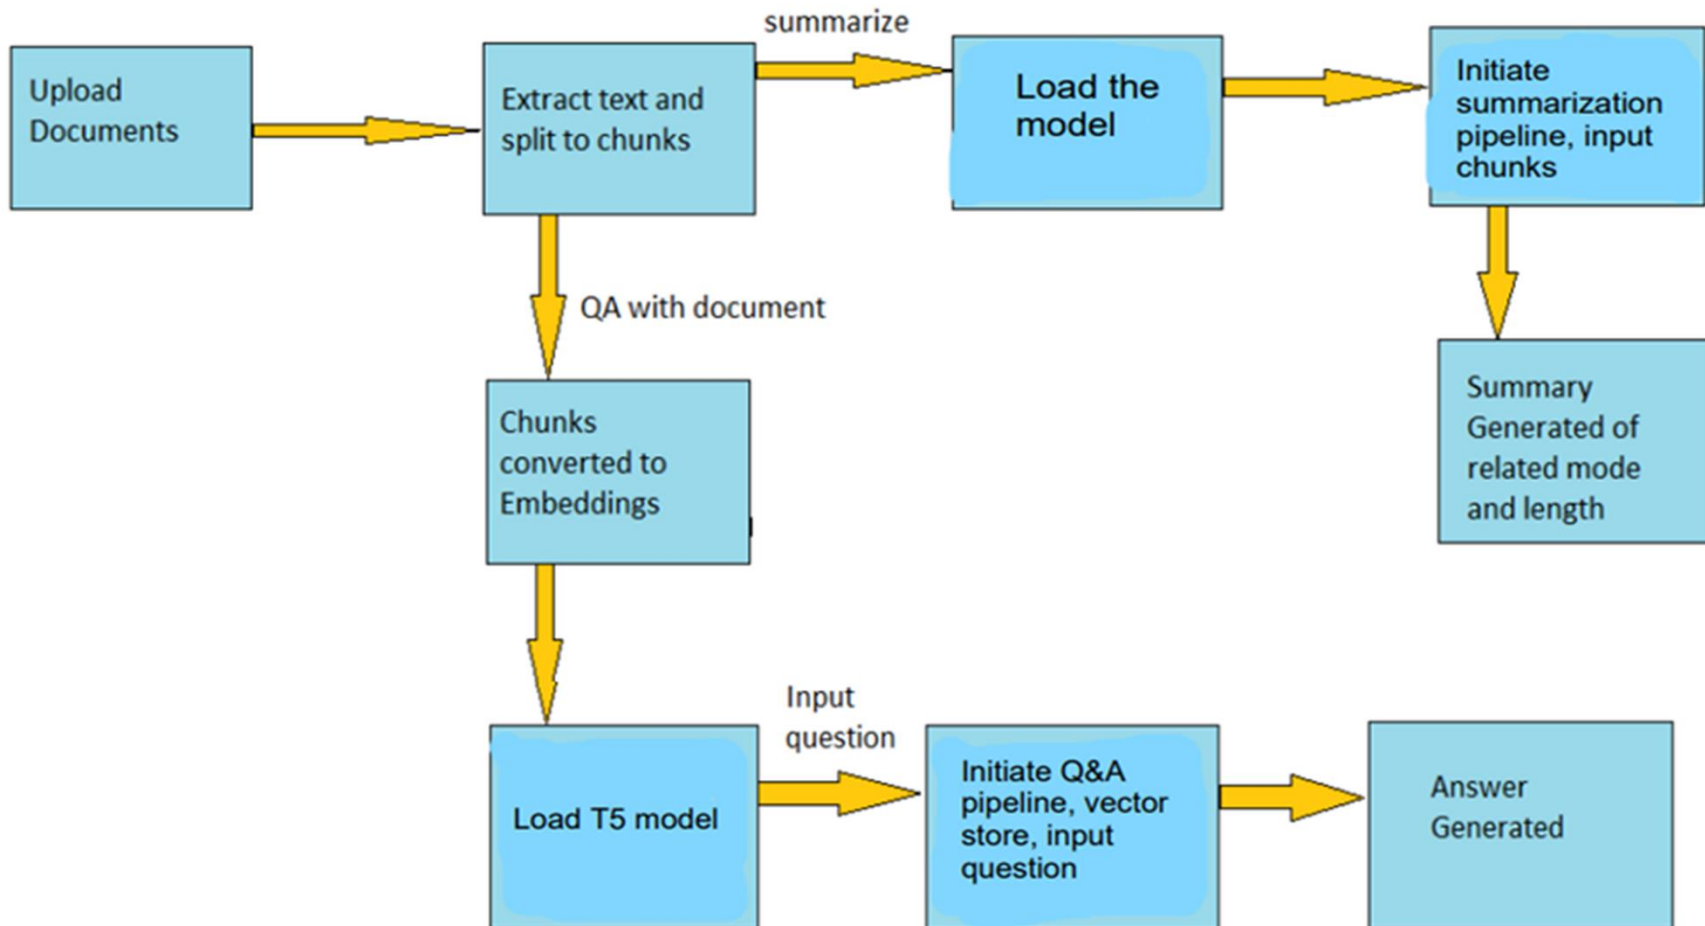 summarize
Upload
Documents
Extract text and
split to chunks
Load the
model
Initiate
summarization
pipeline, input
chunks
QA with document
Summary
Generated of
related mode
and length
Chunks
converted to
Embeddings
Input
question
Load T5 model
Initiate Q&A
pipeline, vector
store, input
question
Answer
Generated